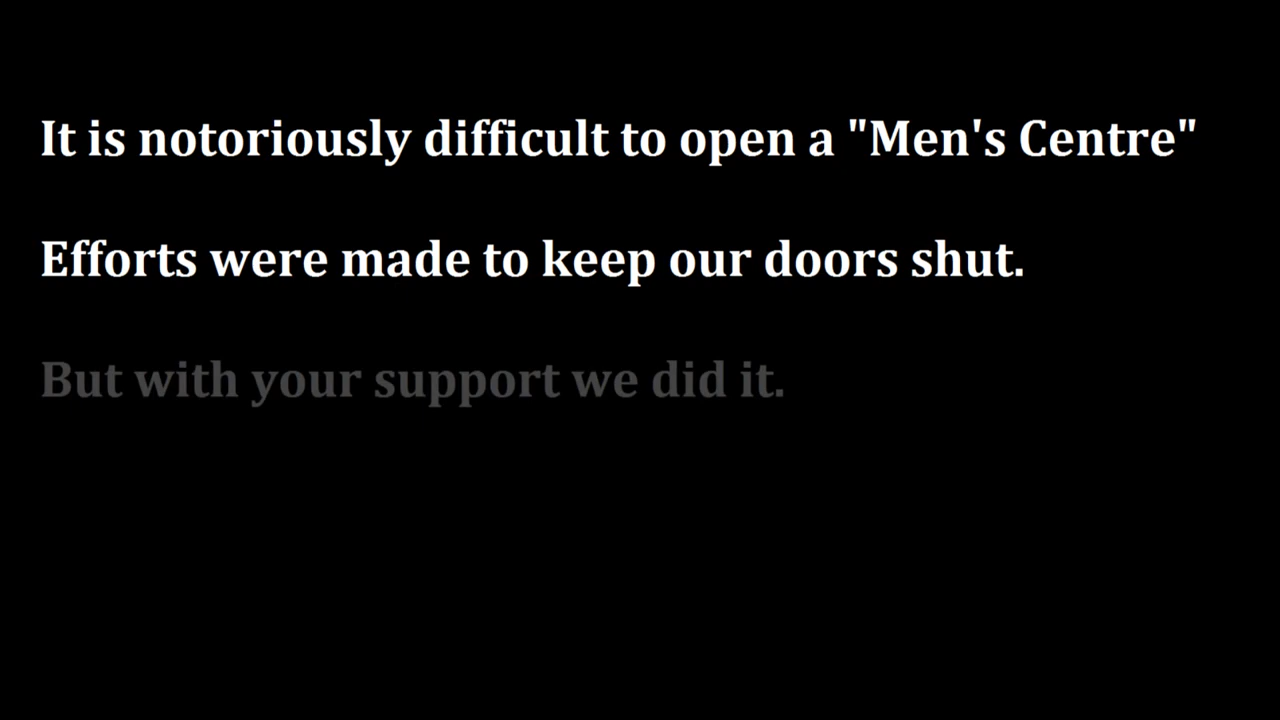 It is notoriously difficult to open a "Men's Centre"
Efforts were made to keep our doors shut.
But with your support we did it.